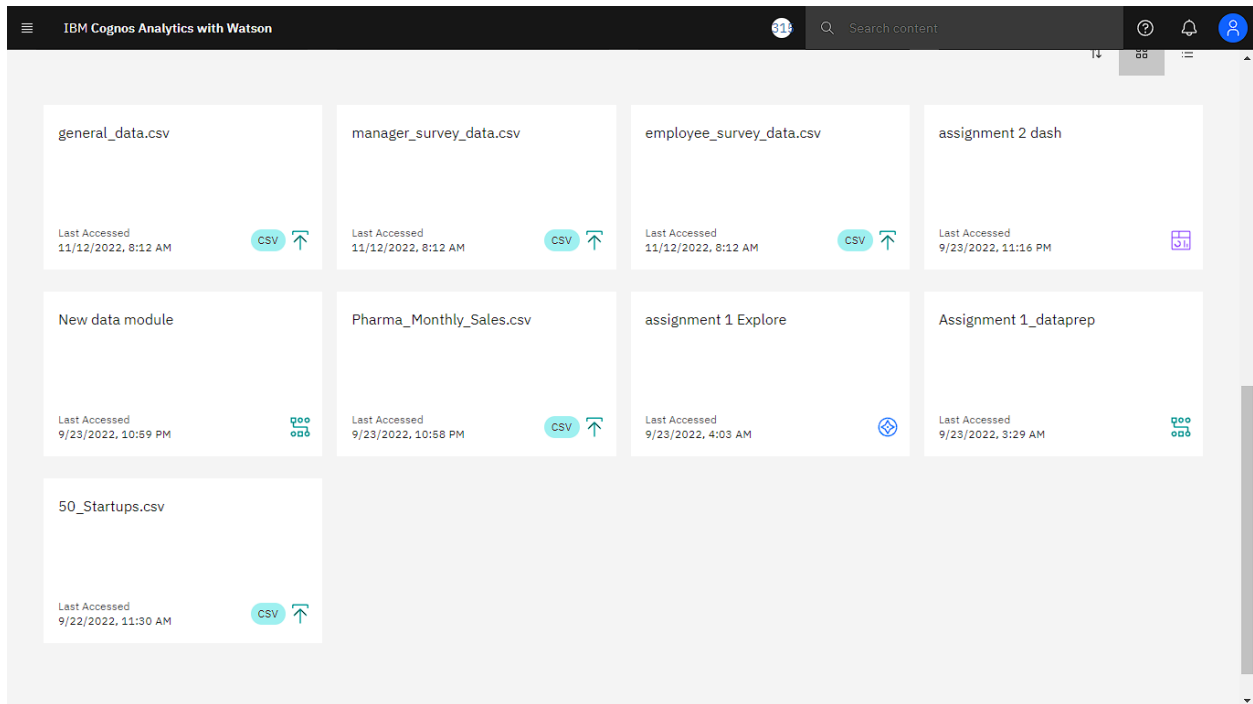 IBM Cognos Analytics with Watson
Search content
general_data.csv
Last Accessed
11/12/2022, 8:12 AM
CSV
manager_survey_data.csv
Last Accessed
11/12/2022, 8:12 AM
CSV
employee_survey_data.csv
Last Accessed
11/12/2022, 8:12 AM
CSV
assignment 2 dash
Last Accessed
9/23/2022, 11:16 PM
New data module
Last Accessed
9/23/2022, 10:59 PM
Pharma_Monthly_Sales.csv
Last Accessed
9/23/2022, 10:58 PM
CSV
assignment 1 Explore
Last Accessed
9/23/2022, 4:03 AM
Assignment 1_dataprep
Last Accessed
9/23/2022, 3:29 AM
50_Startups.csv
Last Accessed
9/22/2022, 11:30 AM
CSV